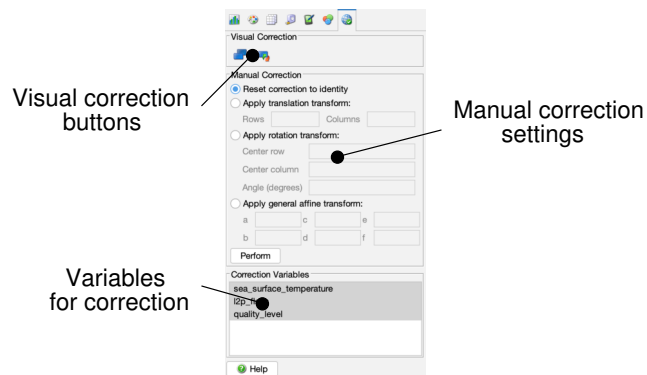 Visual Correction
Visual correction
buttons
Manual Correction
Reset correction to identity
Apply translation transform:
Rows Columns
Apply rotation transform:
Center row
Center column
Angle (degrees)
Manual correction
settings
Apply general affine transform:
a c e
b d f
Perform
Correction Variables
sea_surface_temperature
quality_level
Variables
for correction
Help